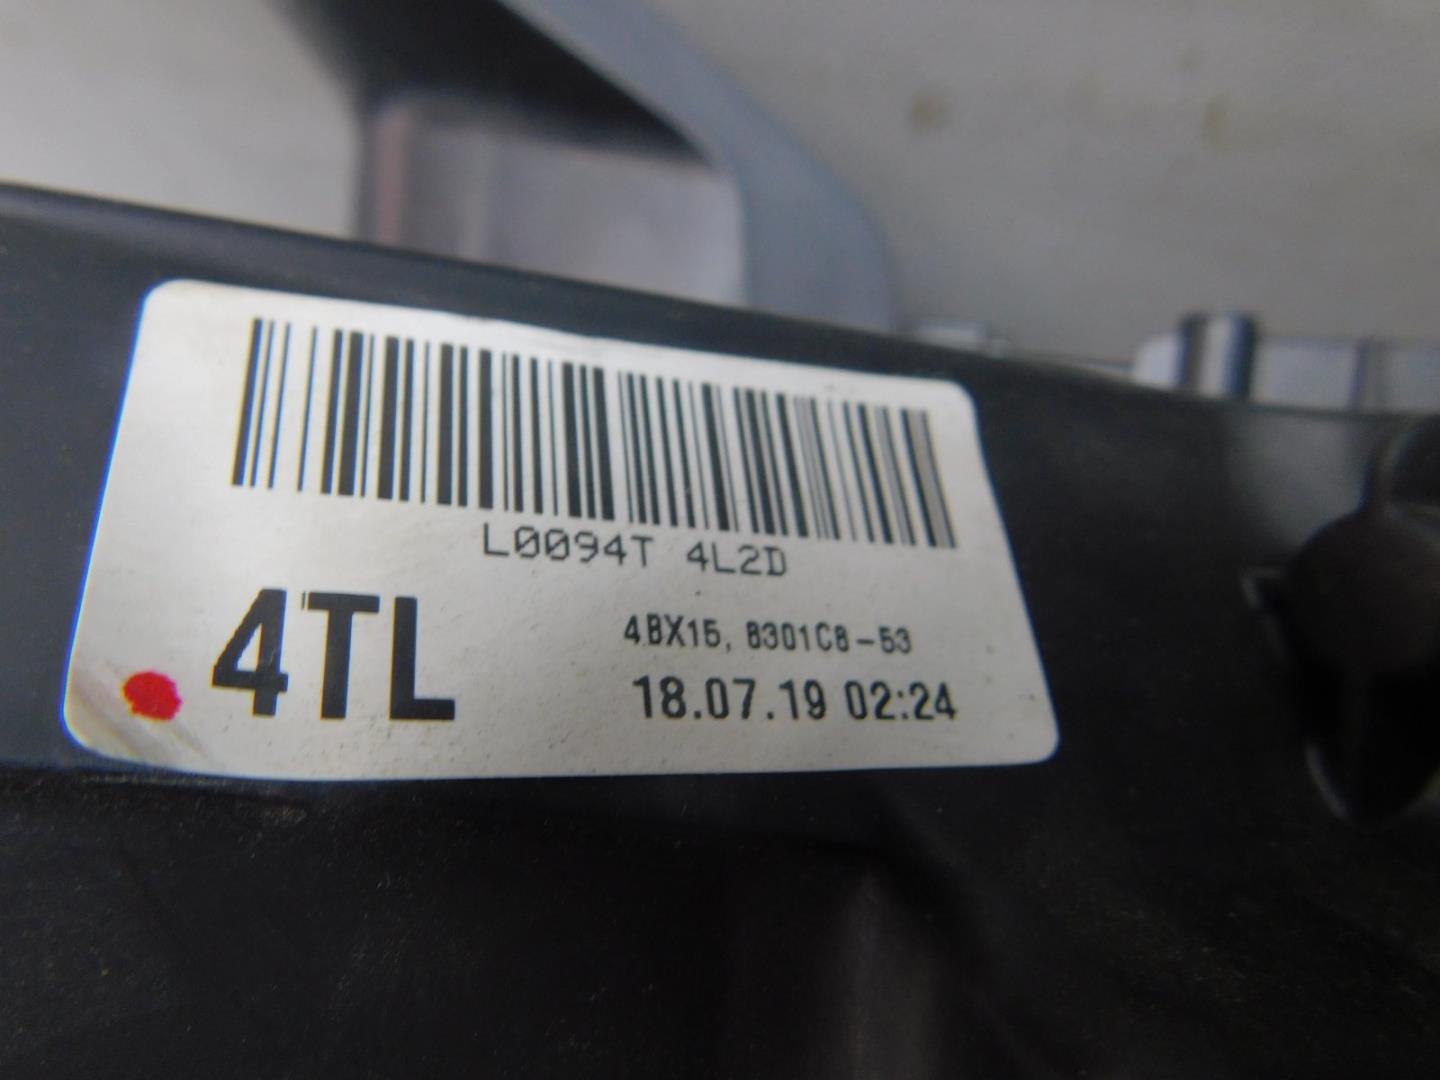 L0094T 4L2D
4TL
4BX15, 8301C8-53
18.07.19 02:24